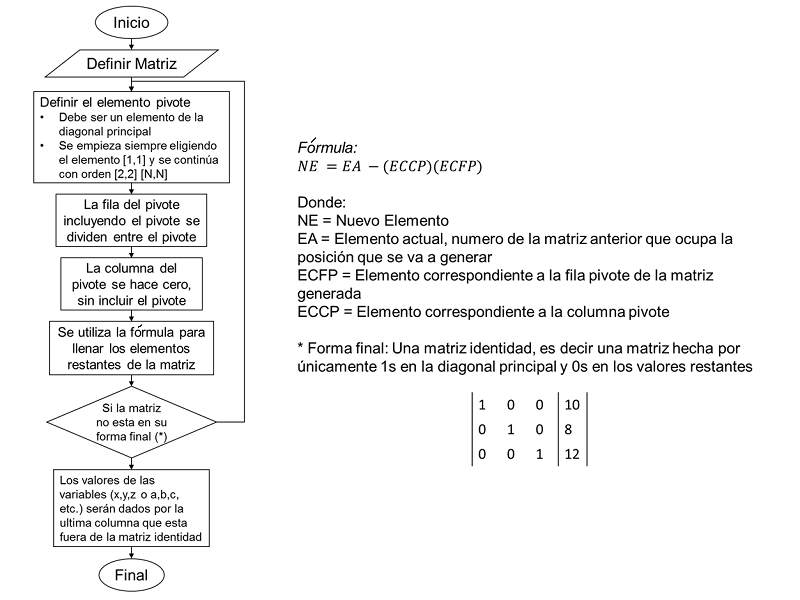 Inicio
Definir Matriz
Definir el elemento pivote
• Debe ser un elemento de la
diagonal principal
• Se empieza siempre eligiendo
el elemento [1,1] y se continúa
con orden [2,2] [N,N]
La fila del pivote
incluyendo el pivote se
dividen entre el pivote
La columna del
pivote se hace cero,
sin incluir el pivote
Se utiliza la fórmula para
llenar los elementos
restantes de la matriz
Si la matriz
no esta en su
forma final (*)
Los valores de las
variables (x,y,z o a,b,c,
etc.) serán dados por la
ultima columna que esta
fuera de la matriz identidad
Final
Fórmula:
NE = EA − (ECCP)(ECFP)
Donde:
NE = Nuevo Elemento
EA = Elemento actual, numero de la matriz anterior que ocupa la
posición que se va a generar
ECFP = Elemento correspondiente a la fila pivote de la matriz
generada
ECCP = Elemento correspondiente a la columna pivote
* Forma final: Una matriz identidad, es decir una matriz hecha por
únicamente 1s en la diagonal principal y 0s en los valores restantes
1 0 0 10
0 1 0 8
0 0 1 12